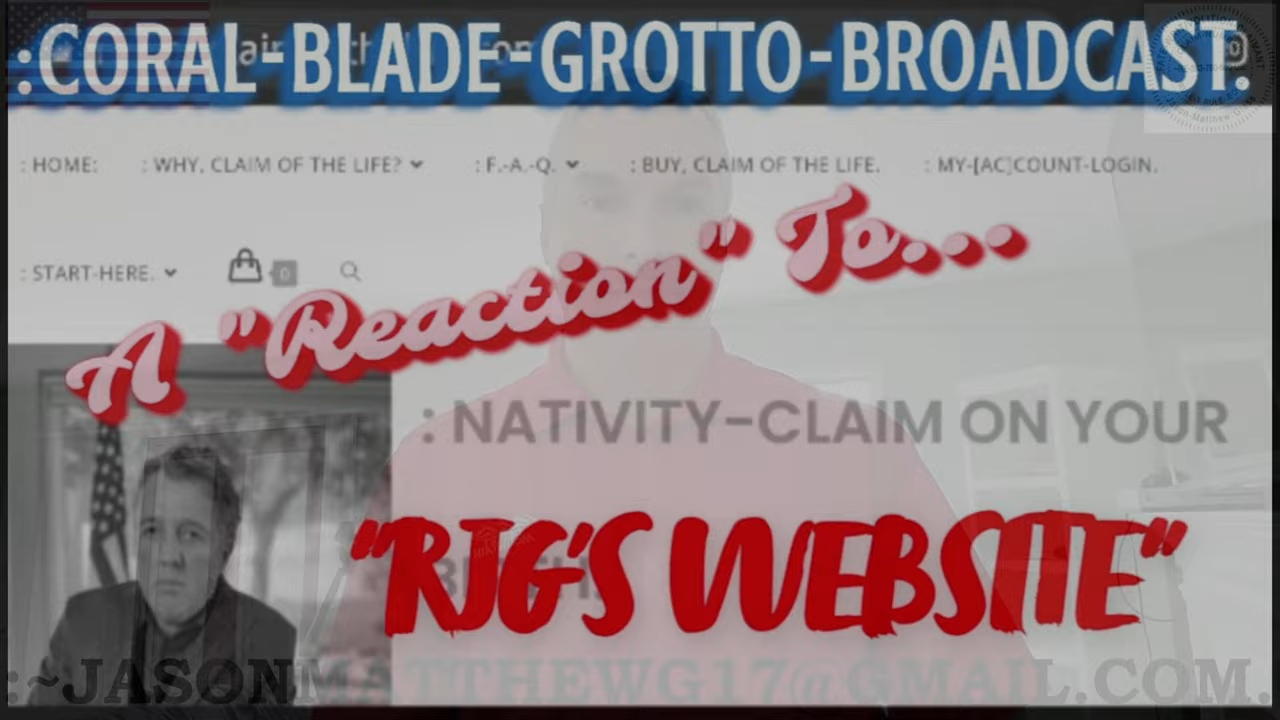 :CORAL-BLADE-GROTTO-BROADCAST.
: HOME: : WHY, CLAIM OF THE LIFE? : F.-A.-Q. : BUY, CLAIM OF THE LIFE. : MY-[AC]COUNT-LOGIN.
: START-HERE. 0
A "Reaction" To...
: NATIVITY-CLAIM ON YOUR
"RJG'S WEBSITE"
:~JASONMATTHEWG17@GMAIL.COM.